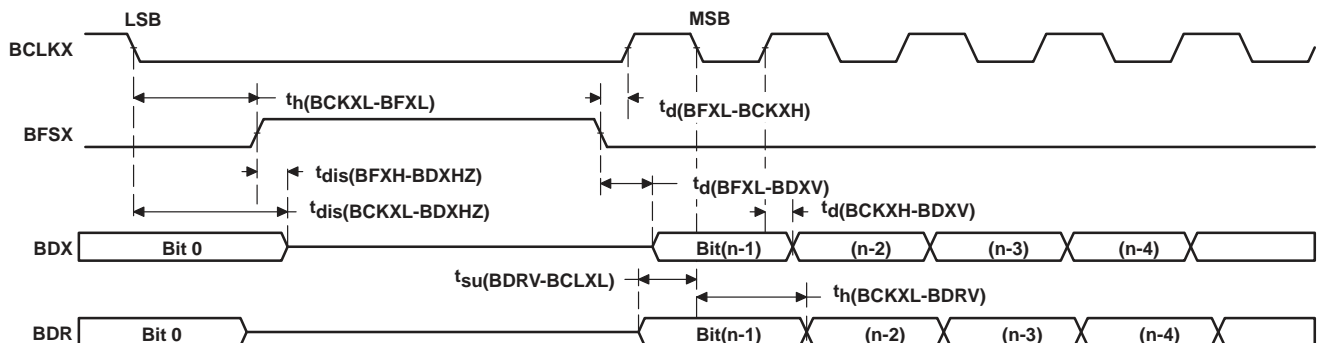 LSB
MSB
BCLKX
th(BCKXL-BFXL)
td(BFXL-BCKXH)
BFSX
tdis(BFXH-BDXHZ)
td(BFXL-BDXV)
tdis(BCKXL-BDXHZ)
td(BCKXH-BDXV)
BDX Bit 0 Bit(n-1) (n-2) (n-3) (n-4)
tsu(BDRV-BCLXL)
th(BCKXL-BDRV)
BDR Bit 0 Bit(n-1) (n-2) (n-3) (n-4)